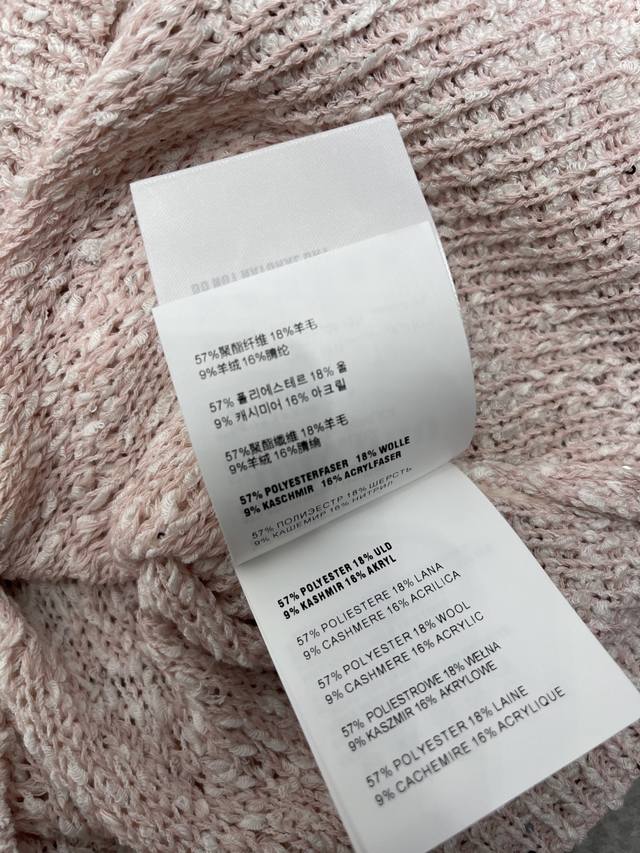 57%聚酯纤维 18%羊毛
9%羊绒 16%腈纶
57% 폴리에스테르 18% 울
9% 캐시미어 16% 아크릴
57%聚酯纖維 18%羊毛
9%羊绒 16%腈綸
57% POLYESTERFASER 18% WOLLE
9% KASCHMIR 16% ACRYLFASER
57% ПОЛИЭСТР 18% ШЕРСТЬ
9% КАШЕМИР 16% НИТРИЛ
57% POLYESTER 18% ULD
9% KASHMIR 16% AKRYL
57% POLIESTERE 18% LANA
9% CASHMERE 16% ACRILICA
57% POLYESTER 18% WOOL
9% CASHMERE 16% ACRYLIC
57% POLIESTROWE 18% WEŁNA
9% KASZMIR 16% AKRYLOWE
57% POLYESTER 18% LAINE
9% CACHEMIRE 16% ACRYLIQUE